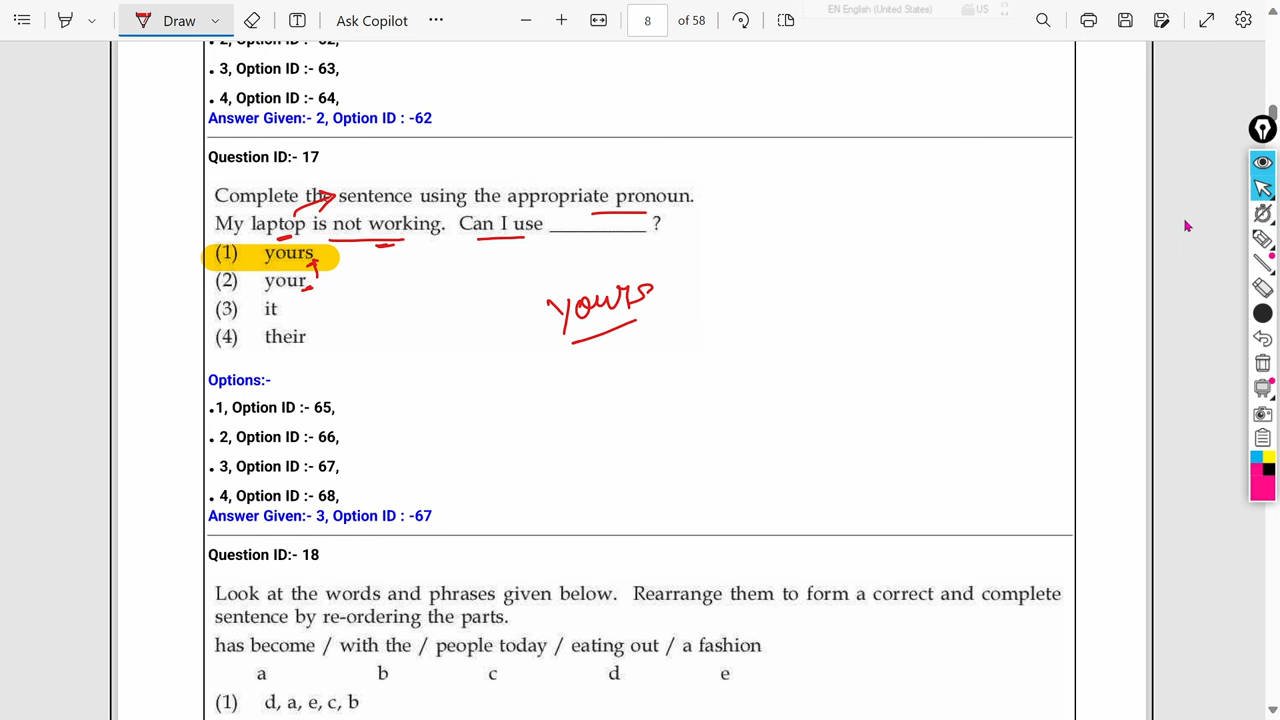 Draw
Ask Copilot
8 of 58
EN English (United States)
US
. 3, Option ID :- 63,
. 4, Option ID :- 64,
Answer Given:- 2, Option ID : -62
Question ID:- 17
Complete the sentence using the appropriate pronoun.
My laptop is not working. Can I use __________ ?
(1) yours
(2) your
(3) it
(4) their
yours
Options:-
.1, Option ID :- 65,
. 2, Option ID :- 66,
. 3, Option ID :- 67,
. 4, Option ID :- 68,
Answer Given:- 3, Option ID : -67
Question ID:- 18
Look at the words and phrases given below. Rearrange them to form a correct and complete
sentence by re-ordering the parts.
has become / with the / people today / eating out / a fashion
a b c d e
(1) d, a, e, c, b